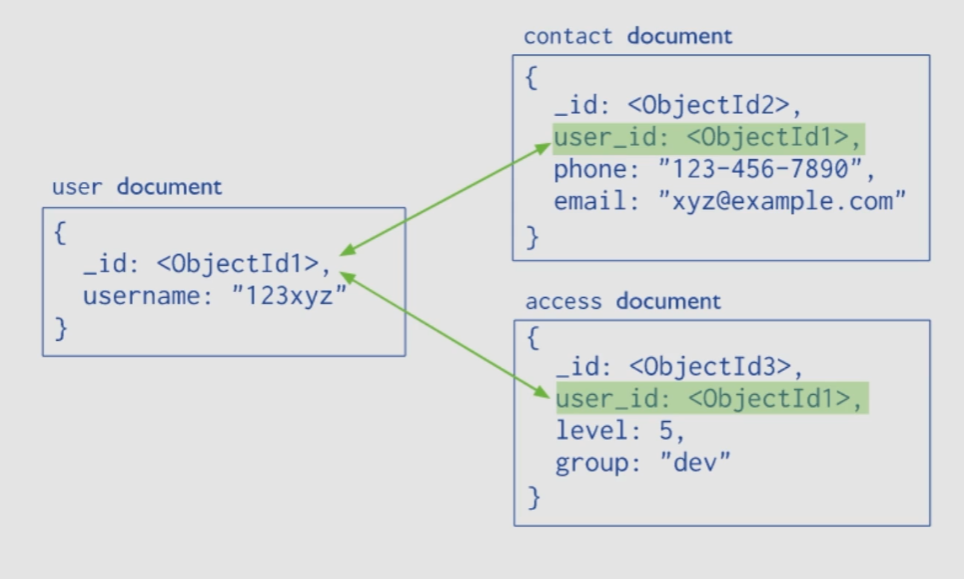 user document
{
_id: <ObjectId1>,
username: "123xyz"
}
contact document
{
_id: <ObjectId2>,
user_id: <ObjectId1>,
phone: "123-456-7890",
email: "xyz@example.com"
}
access document
{
_id: <ObjectId3>,
user_id: <ObjectId1>,
level: 5,
group: "dev"
}